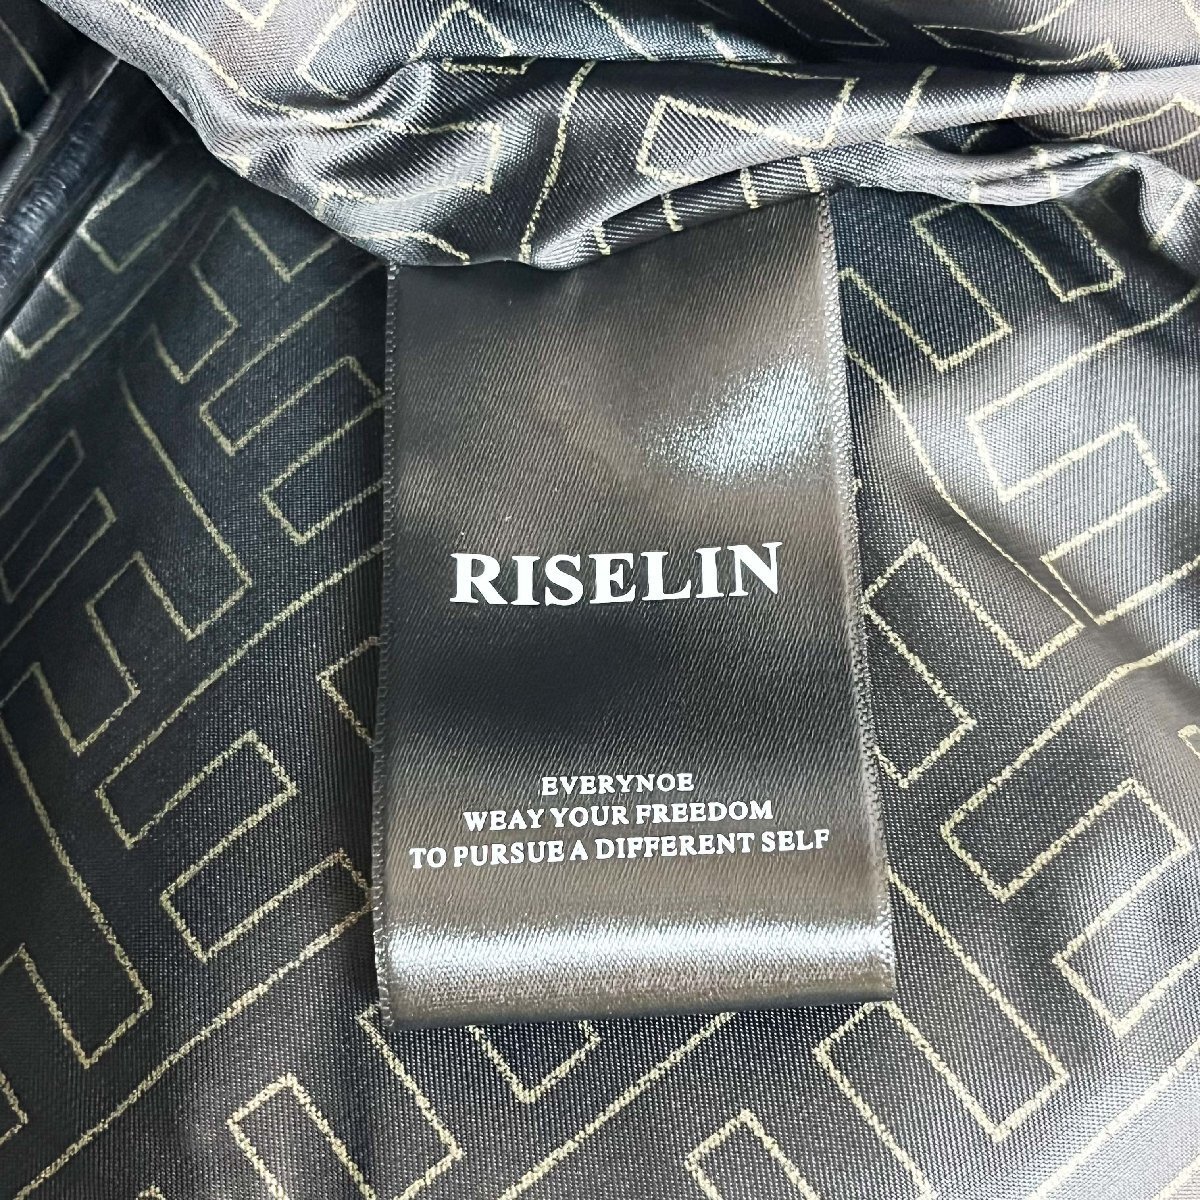 RISELIN
EVERYNOE
WEAY YOUR FREEDOM
TO PURSUE A DIFFERENT SELF